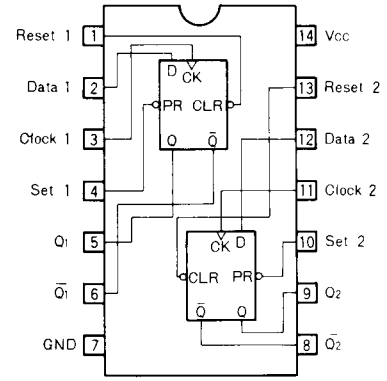 Reset 1 1 14 Vcc
Data 1 2 D CK 13 Reset 2
Clock 1 3 PR CLR 12 Data 2
Set 1 4 Q Q̅ 11 Clock 2
Q1 5 CK D 10 Set 2
Q̅1 6 CLR PR 9 Q2
GND 7 Q̅ Q 8 Q̅2